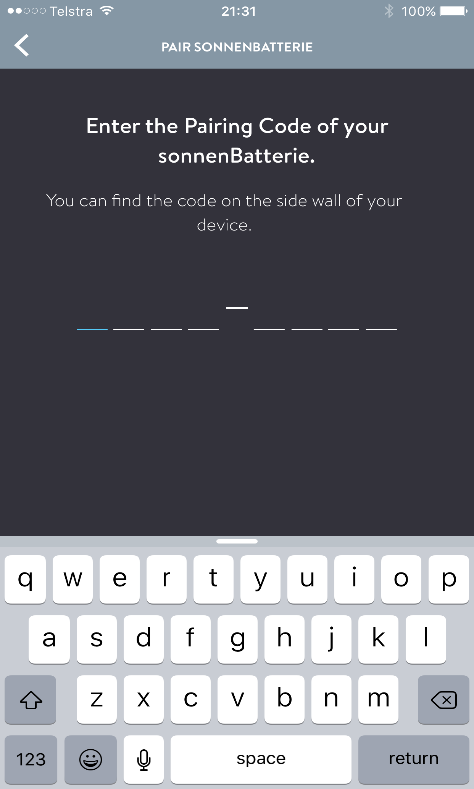 Telstra 21:31 100%
PAIR SONNENBATTERIE
Enter the Pairing Code of your
sonnenBatterie.
You can find the code on the side wall of your
device.
q w e r t y u i o p
a s d f g h j k l
z x c v b n m
123 space return